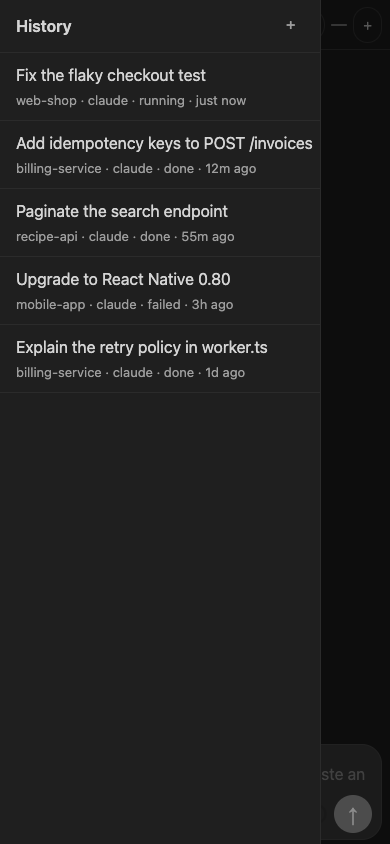 History
+
Fix the flaky checkout test
web-shop · claude · running · just now
Add idempotency keys to POST /invoices
billing-service · claude · done · 12m ago
Paginate the search endpoint
recipe-api · claude · done · 55m ago
Upgrade to React Native 0.80
mobile-app · claude · failed · 3h ago
Explain the retry policy in worker.ts
billing-service · claude · done · 1d ago
ste an